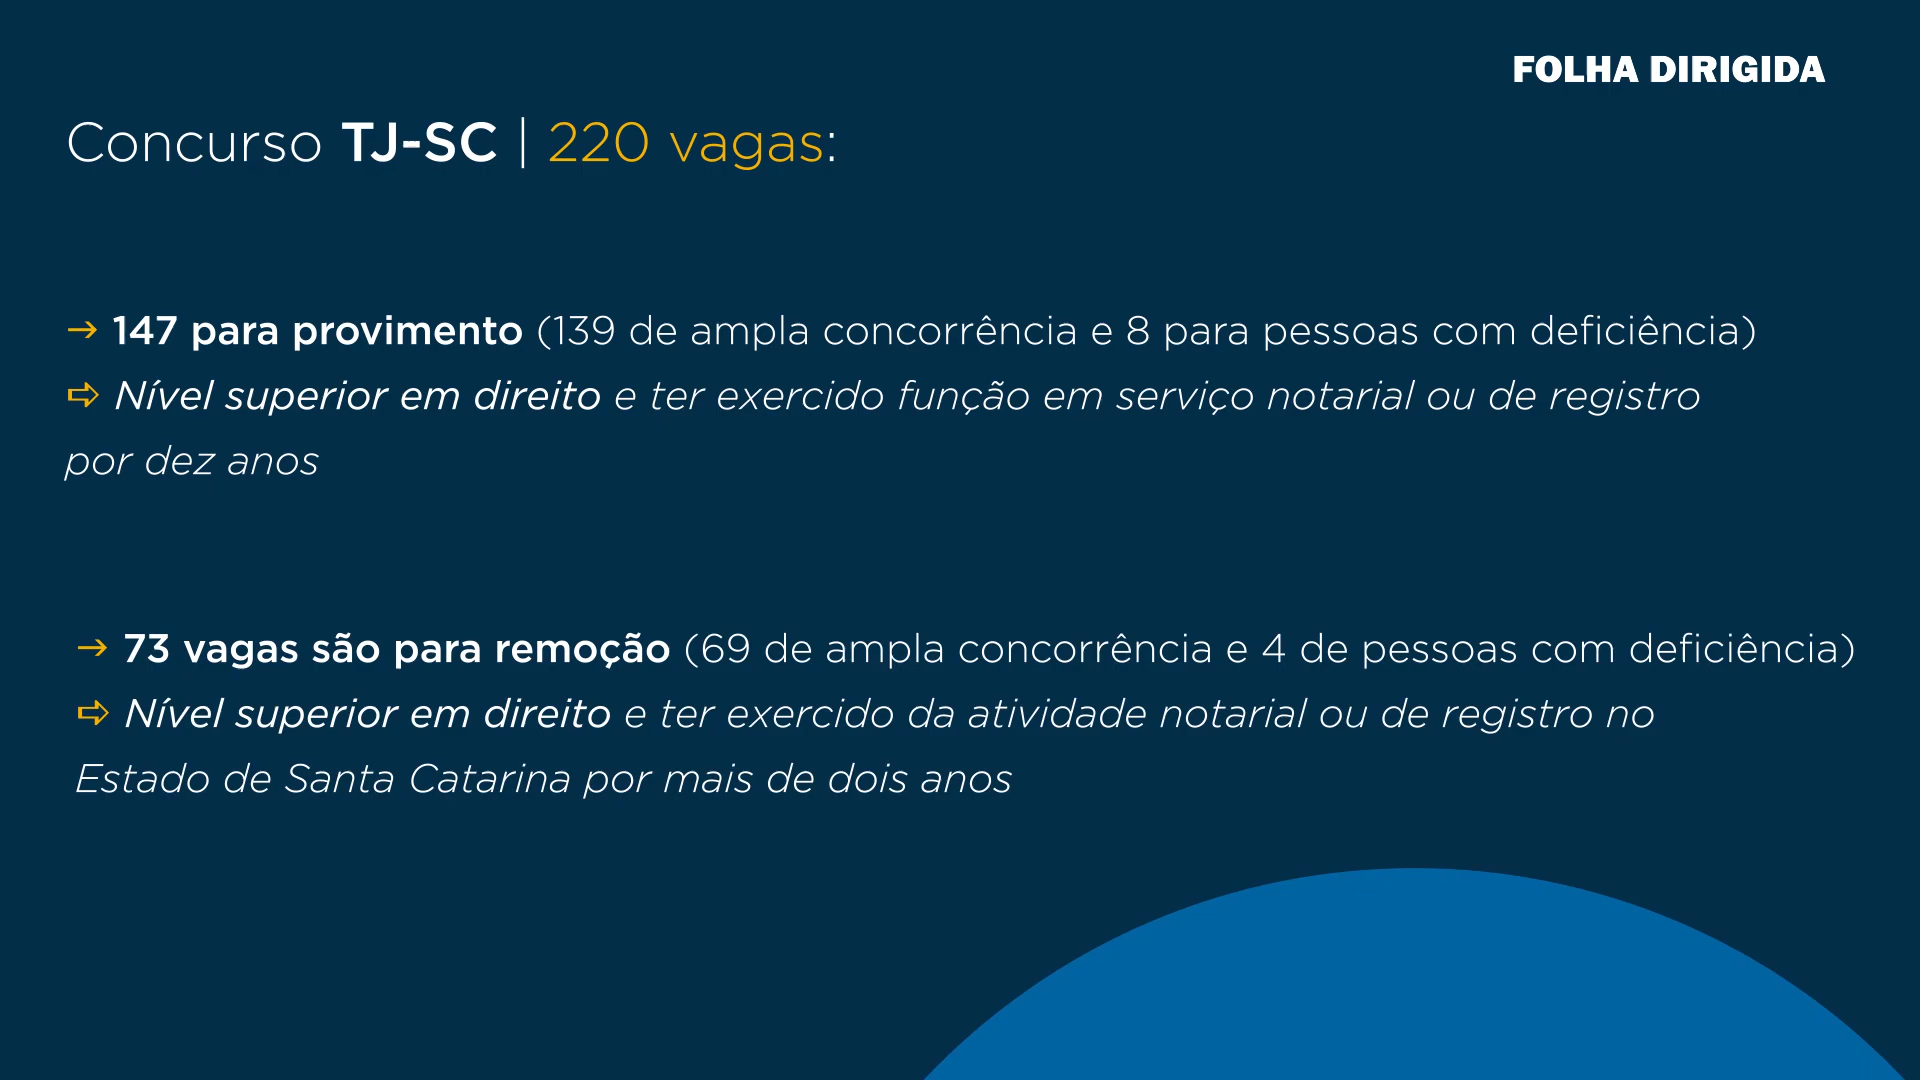 FOLHA DIRIGIDA
Concurso TJ-SC | 220 vagas:
→ 147 para provimento (139 de ampla concorrência e 8 para pessoas com deficiência)
➩ Nível superior em direito e ter exercido função em serviço notarial ou de registro
por dez anos
→ 73 vagas são para remoção (69 de ampla concorrência e 4 de pessoas com deficiência)
➩ Nível superior em direito e ter exercido da atividade notarial ou de registro no
Estado de Santa Catarina por mais de dois anos